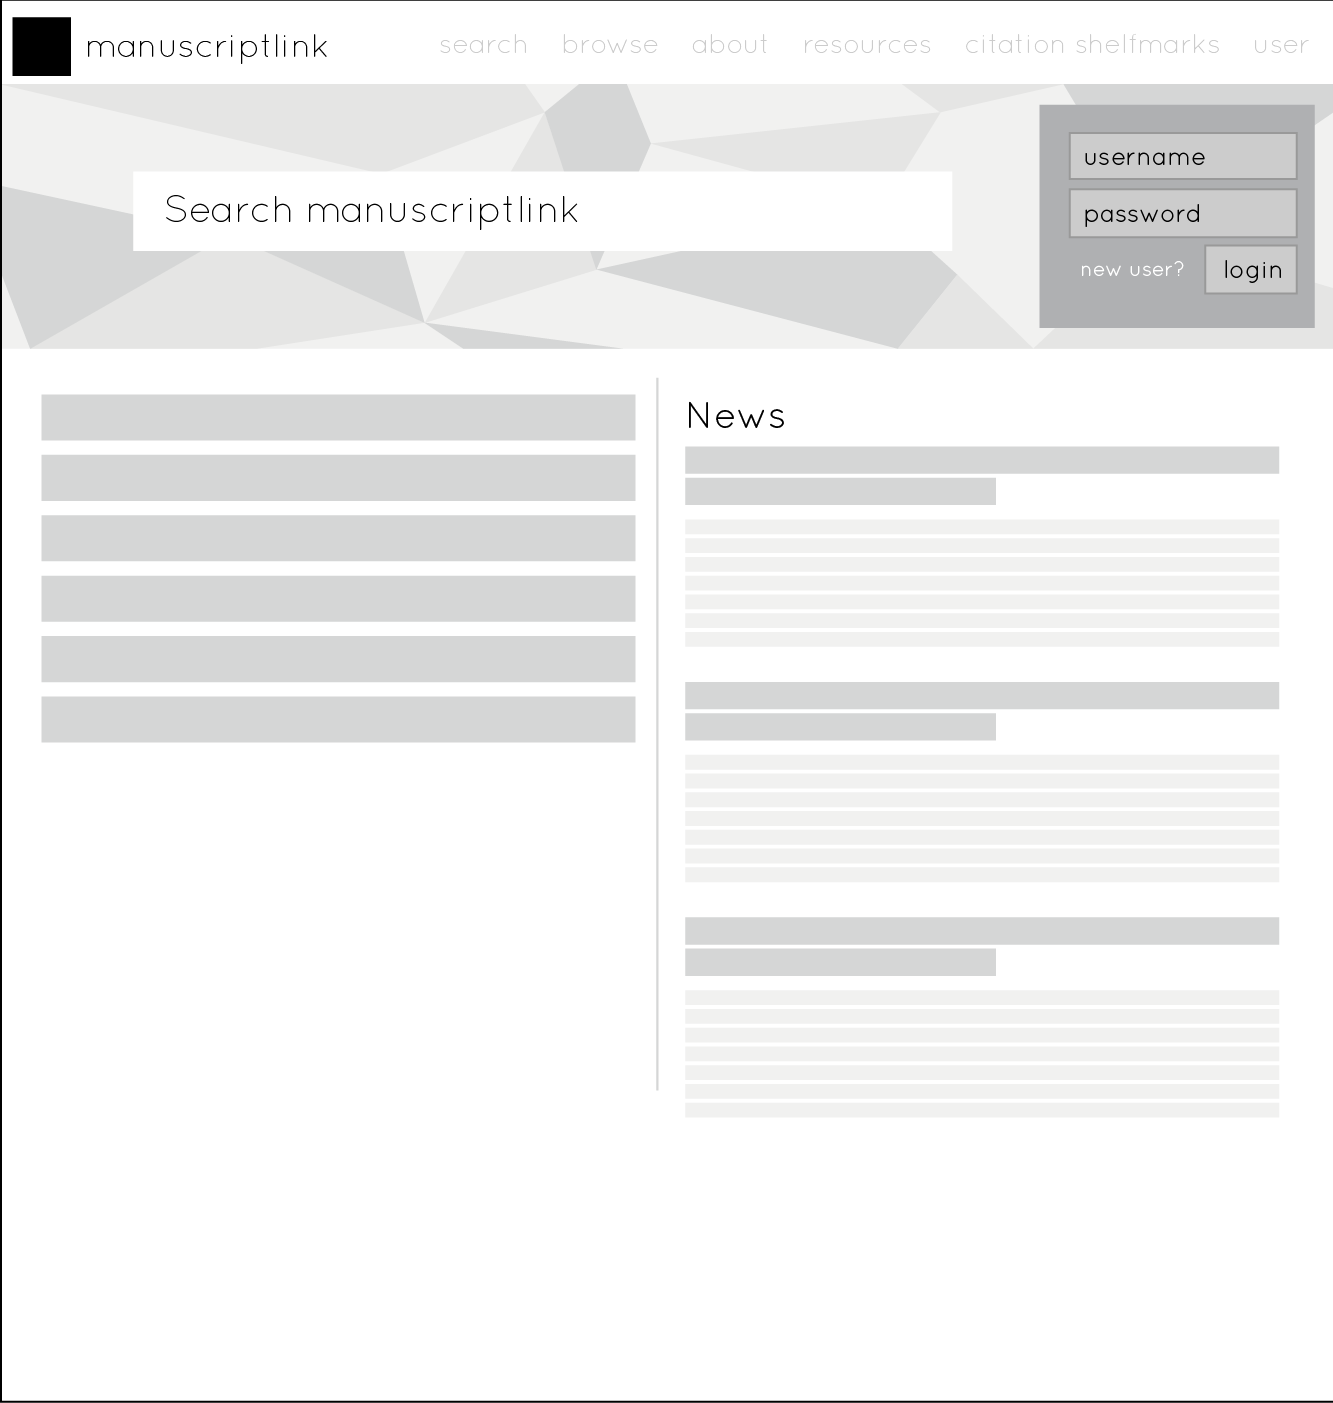 manuscriptlink
search browse about resources citation shelfmarks user
Search manuscriptlink
username
password
new user? login
News